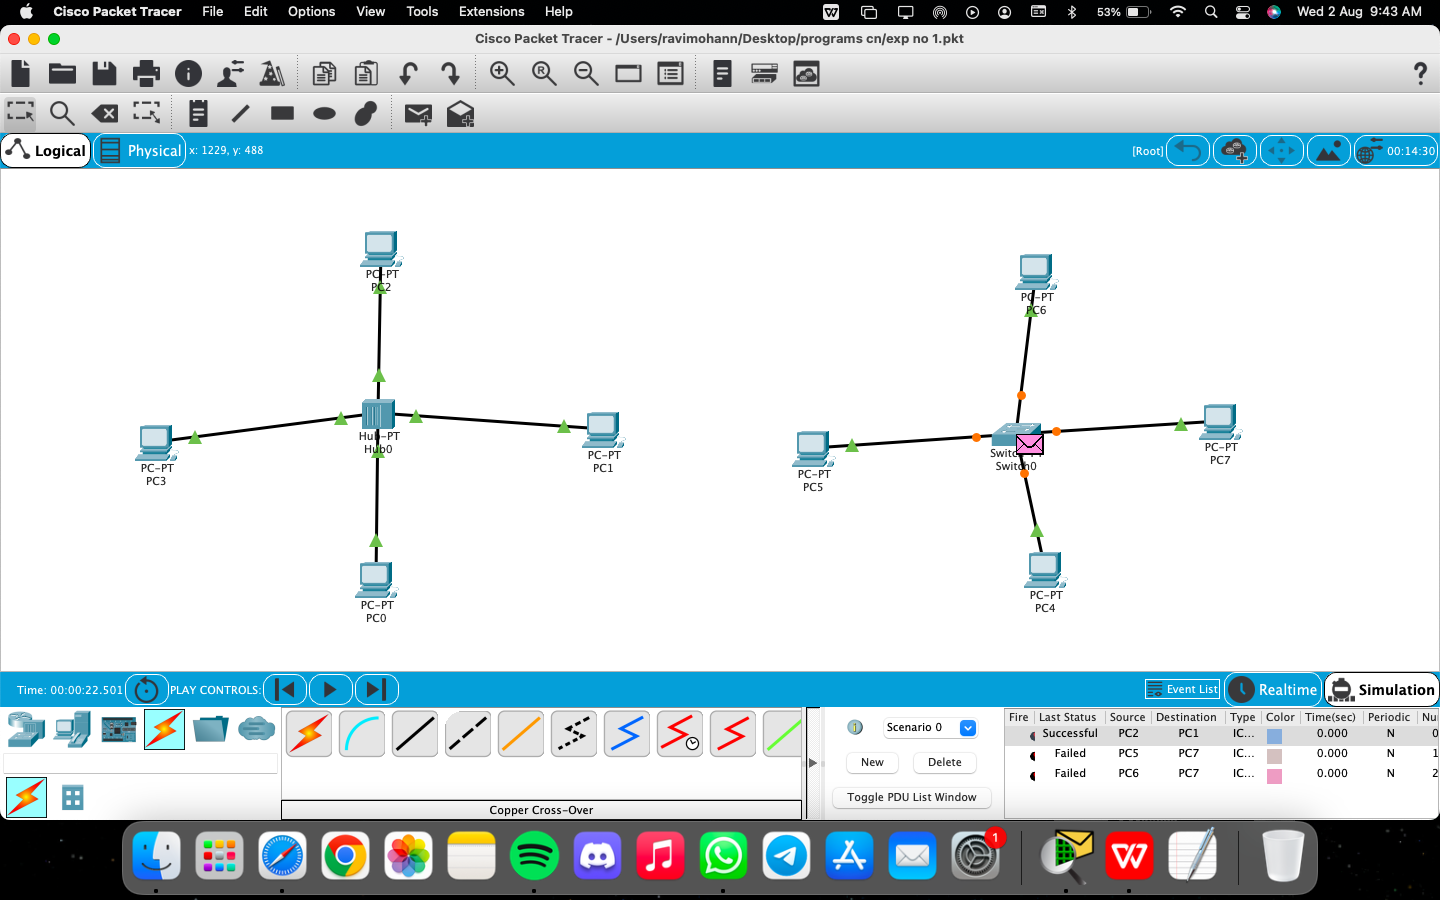 Cisco Packet Tracer File Edit Options View Tools Extensions Help 53% Wed 2 Aug 9:43 AM
Cisco Packet Tracer - /Users/ravimohann/Desktop/programs cn/exp no 1.pkt
Logical Physical x: 1229, y: 488 [Root] 00:14:30
PC-PT
PC2
PC-PT
PC6
Hub-PT
Hub0
PC-PT
PC3
PC-PT
PC1
PC-PT
PC5
Switch0
PC-PT
PC7
PC-PT
PC0
PC-PT
PC4
Time: 00:00:22.501 PLAY CONTROLS: Event List Realtime Simulation
Scenario 0
New Delete
Toggle PDU List Window
Copper Cross-Over
Fire Last Status Source Destination Type Color Time(sec) Periodic Nu
Successful PC2 PC1 IC... 0.000 N 0
Failed PC5 PC7 IC... 0.000 N 1
Failed PC6 PC7 IC... 0.000 N 2
1